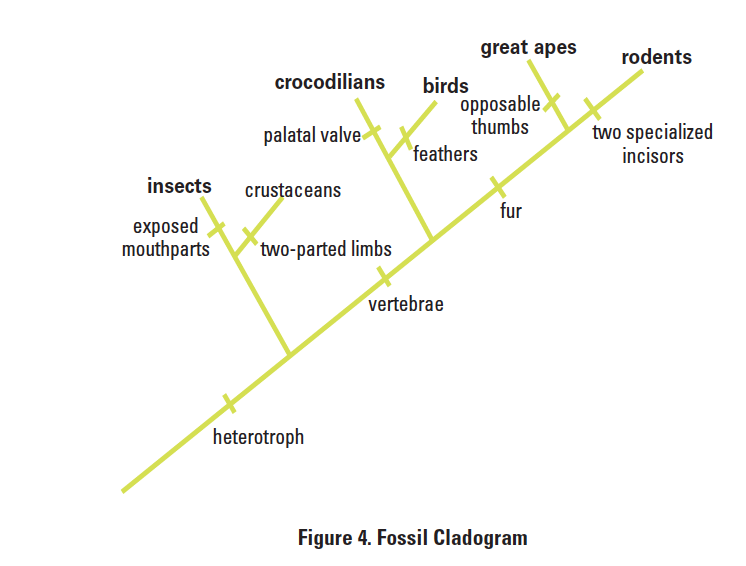 great apes
rodents
crocodilians
birds
opposable
thumbs
two specialized
incisors
palatal valve
feathers
insects
crustaceans
fur
exposed
mouthparts
two-parted limbs
vertebrae
heterotroph
Figure 4. Fossil Cladogram